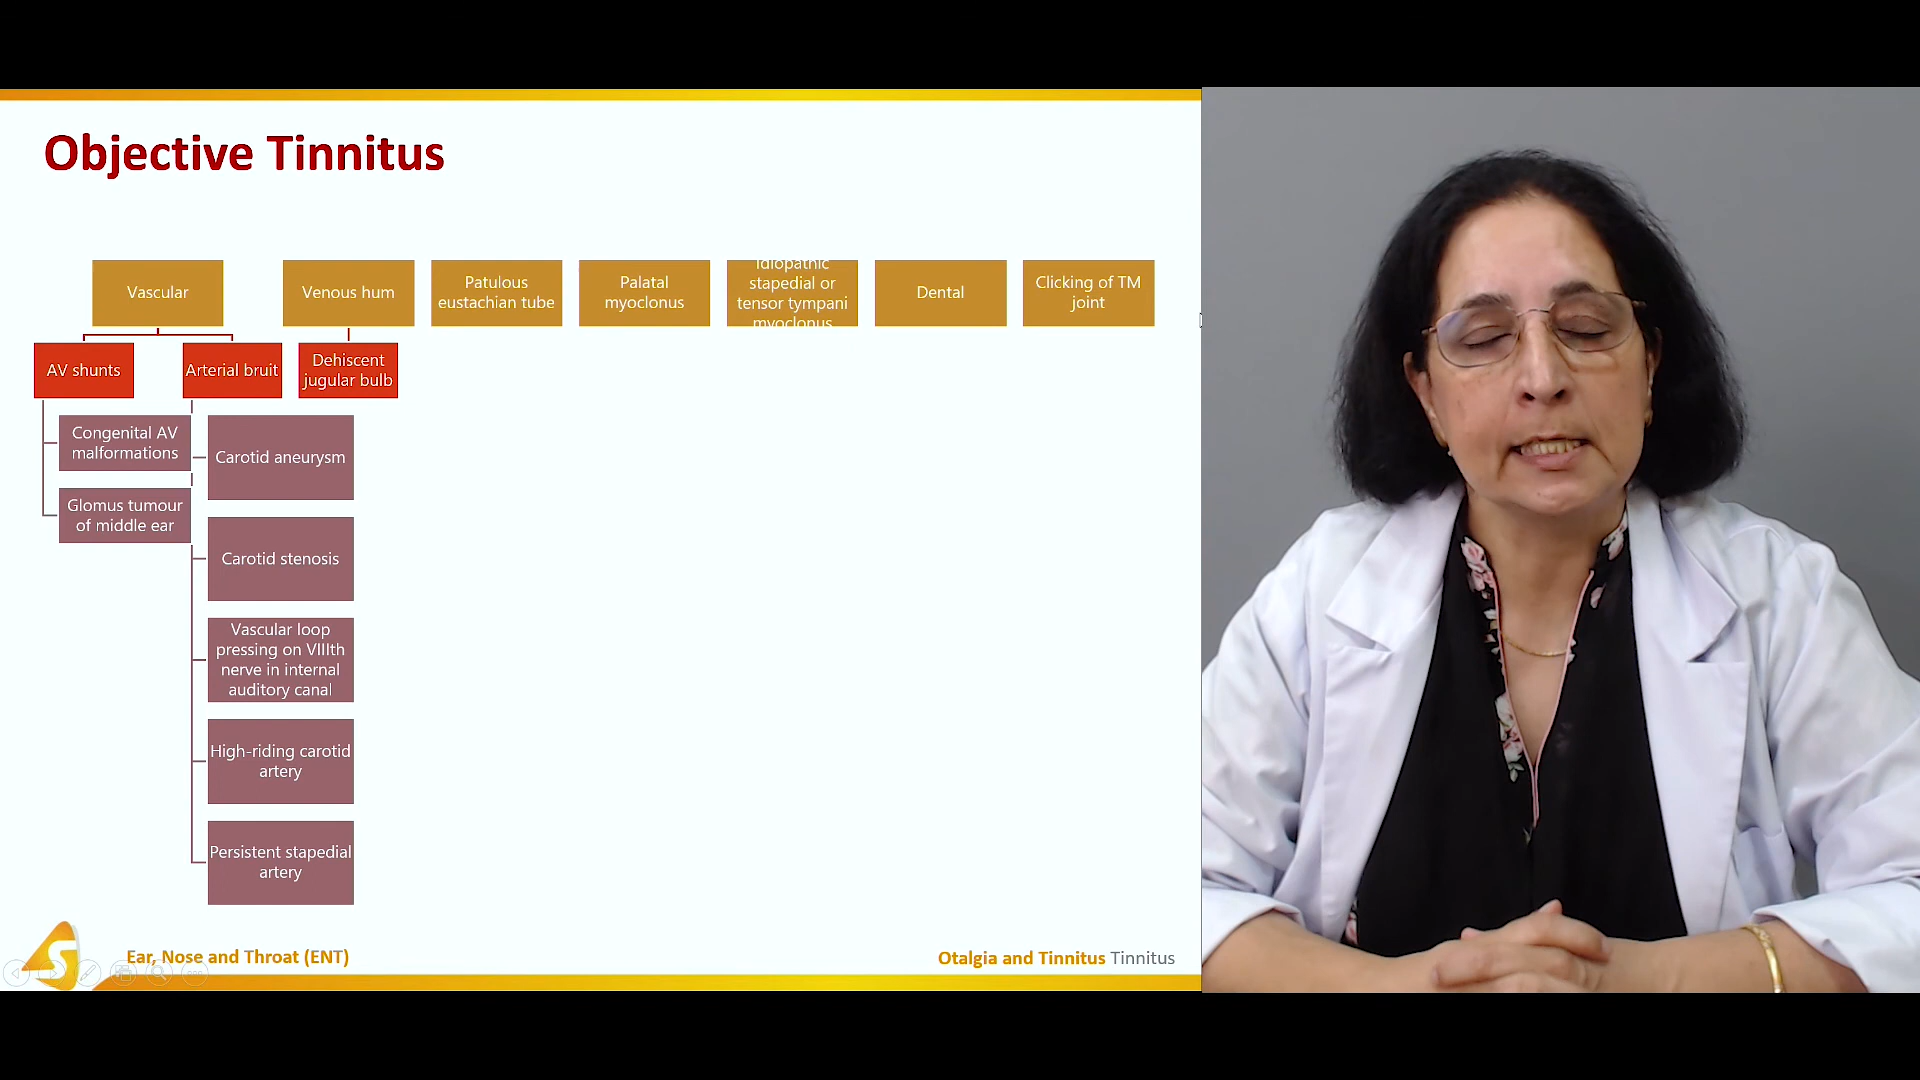 Objective Tinnitus
Vascular
Venous hum
Patulous
eustachian tube
Palatal
myoclonus
Idiopathic
stapedial or
tensor tympani
myoclonus
Dental
Clicking of TM
joint
AV shunts
Arterial bruit
Dehiscent
jugular bulb
Congenital AV
malformations
Glomus tumour
of middle ear
Carotid aneurysm
Carotid stenosis
Vascular loop
pressing on VIIIth
nerve in internal
auditory canal
High-riding carotid
artery
Persistent stapedial
artery
S
Ear, Nose and Throat (ENT)
Otalgia and Tinnitus Tinnitus